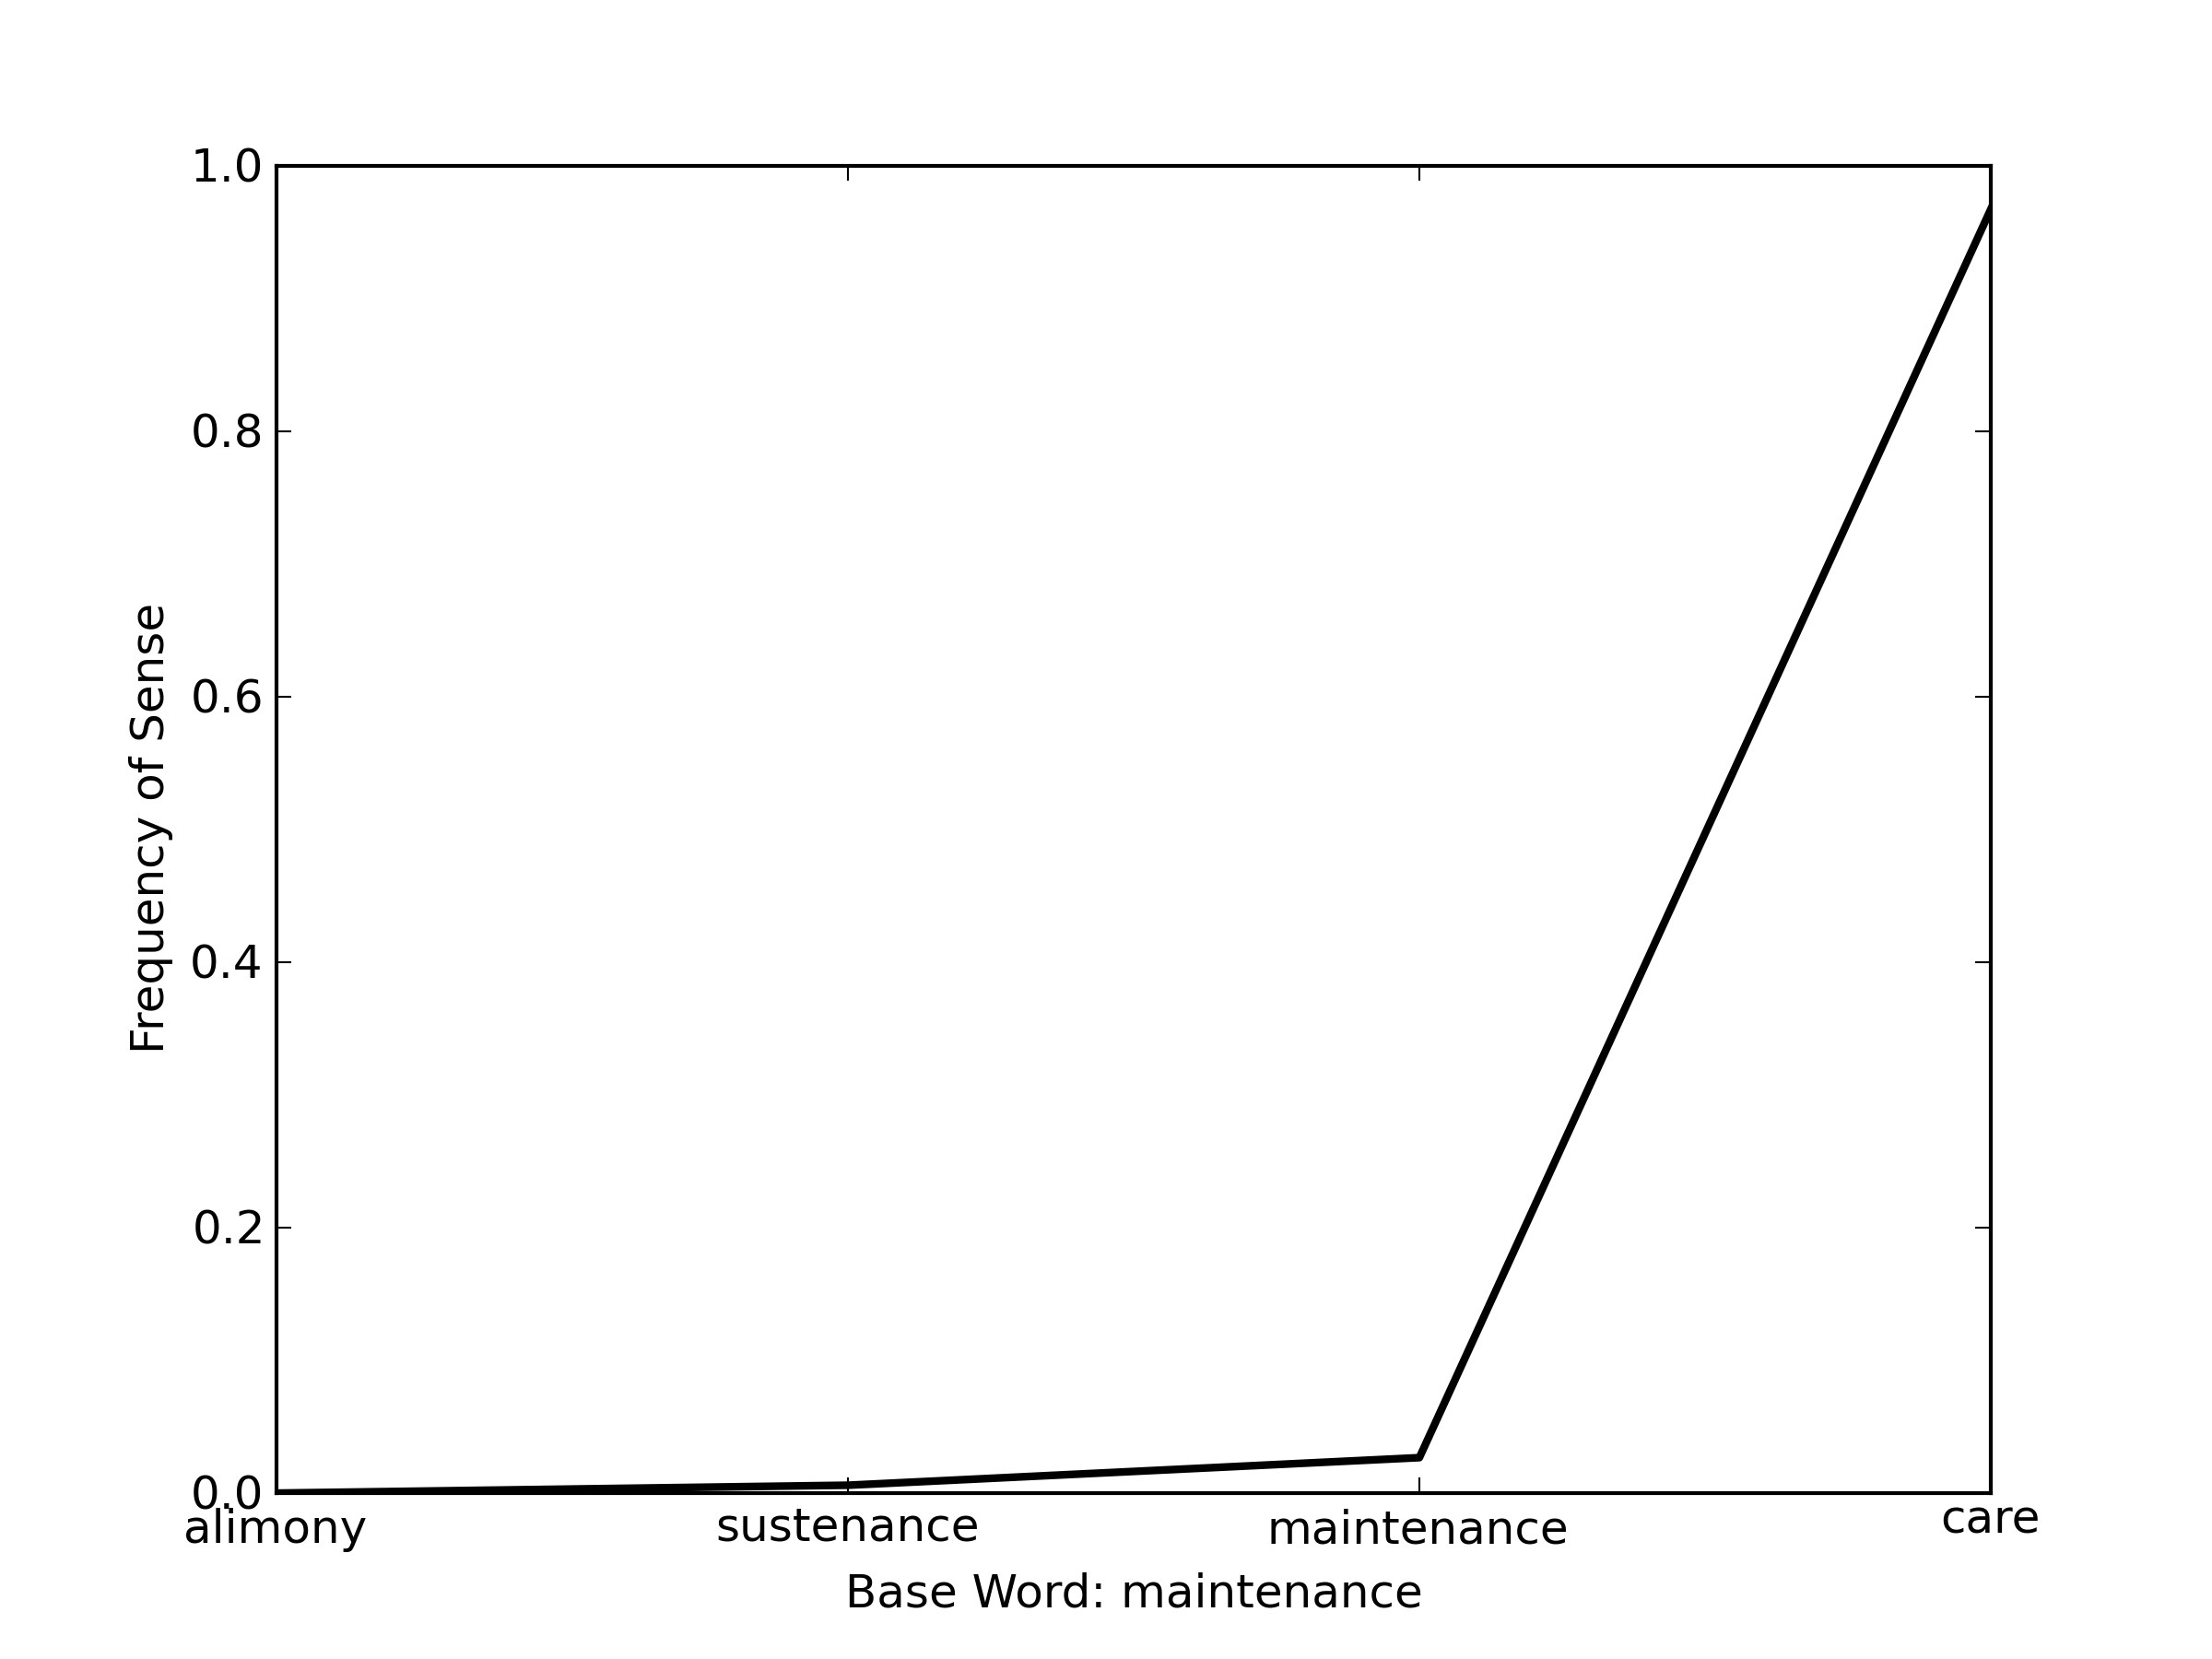 1.0
0.8
0.6
0.4
0.2
0.0
Frequency of Sense
alimony
sustenance
maintenance
care
Base Word: maintenance